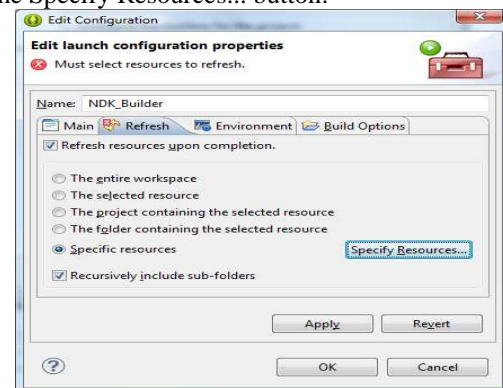 he Specify Resources... button.
Edit Configuration
Edit launch configuration properties
Must select resources to refresh.
Name: NDK_Builder
Main Refresh Environment Build Options
Refresh resources upon completion.
The entire workspace
The selected resource
The project containing the selected resource
The folder containing the selected resource
Specific resources Specify Resources...
Recursively include sub-folders
Apply Revert
? OK Cancel